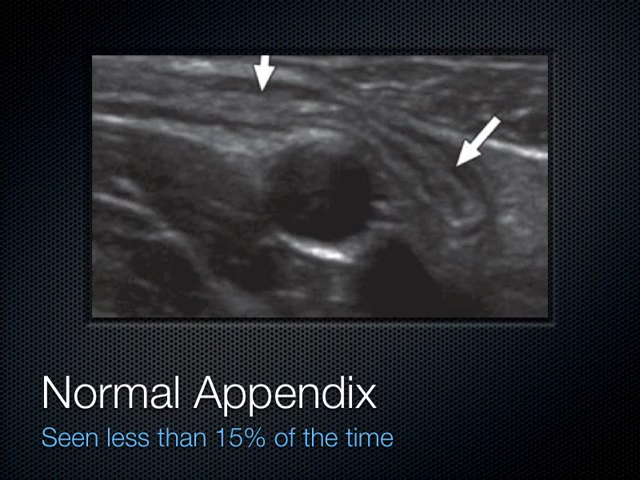 Normal Appendix
Seen less than 15% of the time